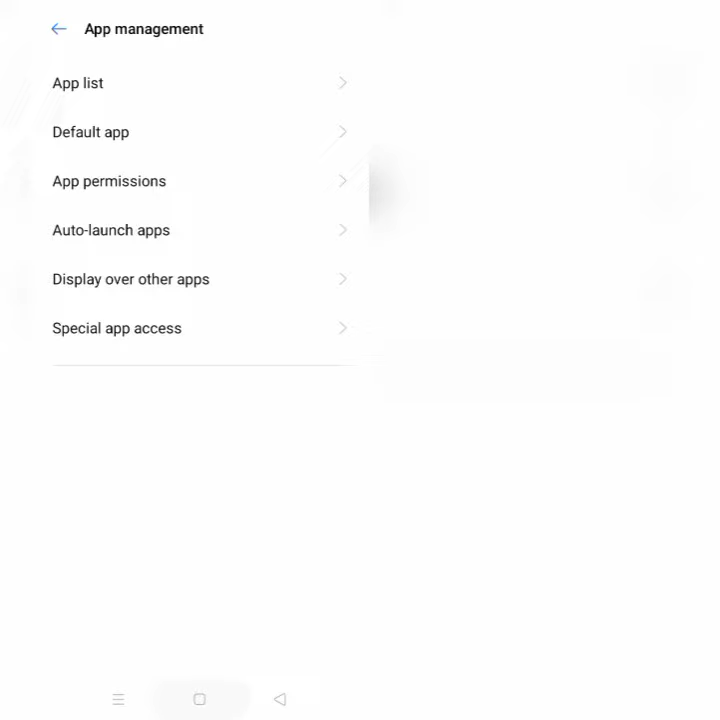 App management
App list
Default app
App permissions
Auto-launch apps
Display over other apps
Special app access